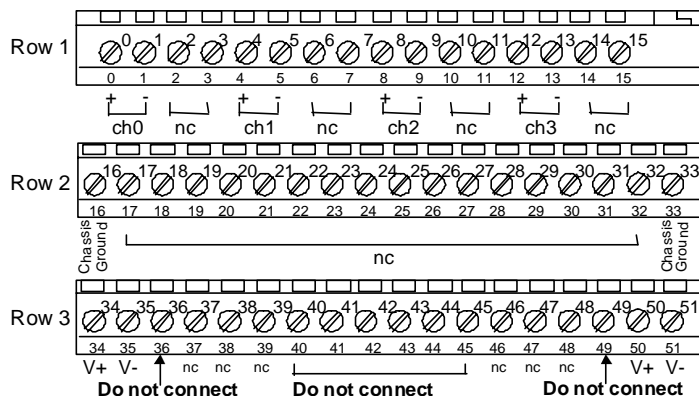 0 1 2 3 4 5 6 7 8 9 10 11 12 13 14 15
Row 1
0 1 2 3 4 5 6 7 8 9 10 11 12 13 14 15
+ - + - + - + -
ch0 nc ch1 nc ch2 nc ch3 nc
16 17 18 19 20 21 22 23 24 25 26 27 28 29 30 31 32 33
Row 2
16 17 18 19 20 21 22 23 24 25 26 27 28 29 30 31 32 33
Chassis Ground
nc
Chassis Ground
34 35 36 37 38 39 40 41 42 43 44 45 46 47 48 49 50 51
Row 3
34 35 36 37 38 39 40 41 42 43 44 45 46 47 48 49 50 51
V+ V- nc nc nc nc nc nc V+ V-
Do not connect Do not connect Do not connect